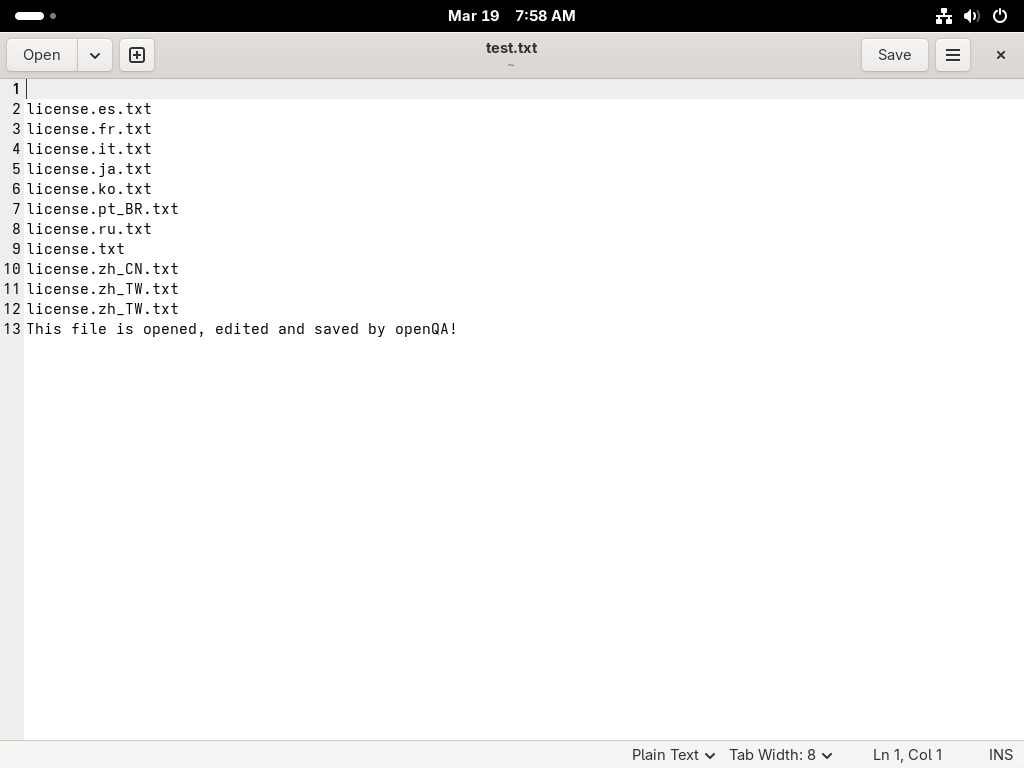 Mar 19 7:58 AM
Open
test.txt
~
Save
1
2 license.es.txt
3 license.fr.txt
4 license.it.txt
5 license.ja.txt
6 license.ko.txt
7 license.pt_BR.txt
8 license.ru.txt
9 license.txt
10 license.zh_CN.txt
11 license.zh_TW.txt
12 license.zh_TW.txt
13 This file is opened, edited and saved by openQA!
Plain Text Tab Width: 8 Ln 1, Col 1 INS